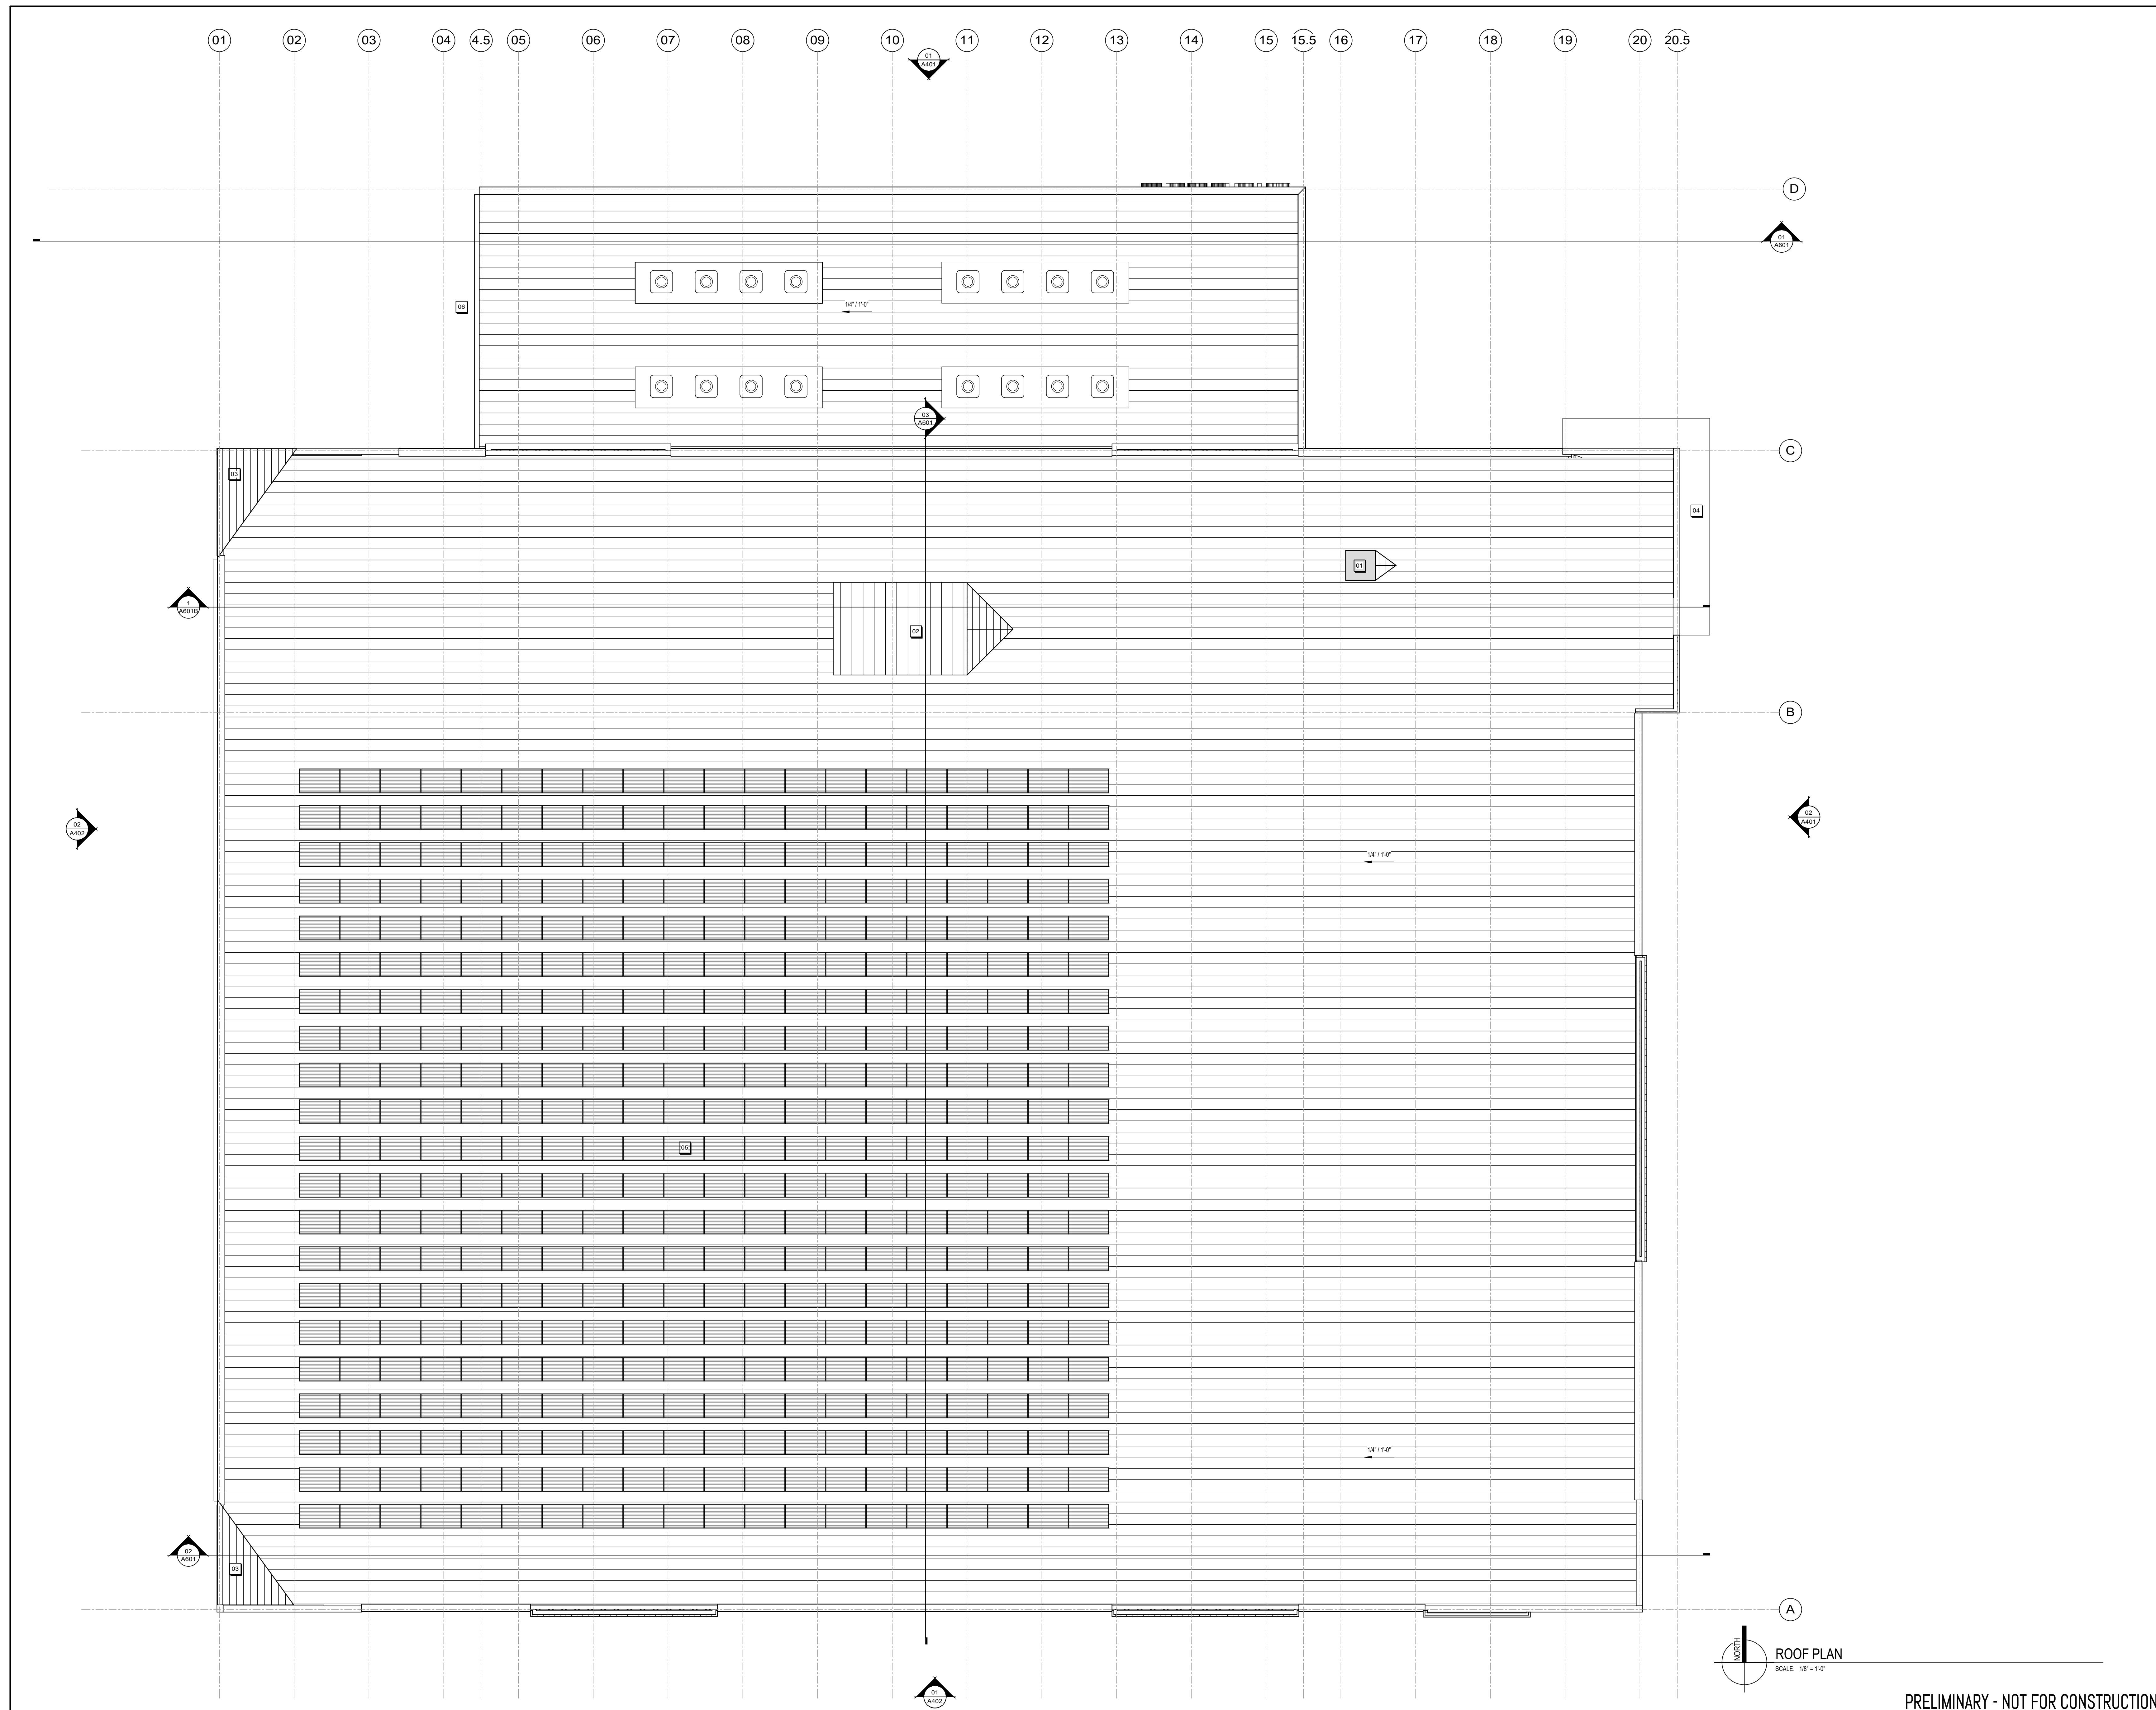 01 02 03 04 4.5 05 06 07 08 09 10 11 12 13 14 15 15.5 16 17 18 19 20 20.5
01
A401
D
01
A601
06
1/4" / 1'-0"
03
A601
C
03
04
01
1
A601B
02
B
02
A402
02
A401
1/4" / 1'-0"
05
1/4" / 1'-0"
02
A601
03
A
NORTH
ROOF PLAN
SCALE: 1/8" = 1'-0"
01
A402
PRELIMINARY - NOT FOR CONSTRUCTION